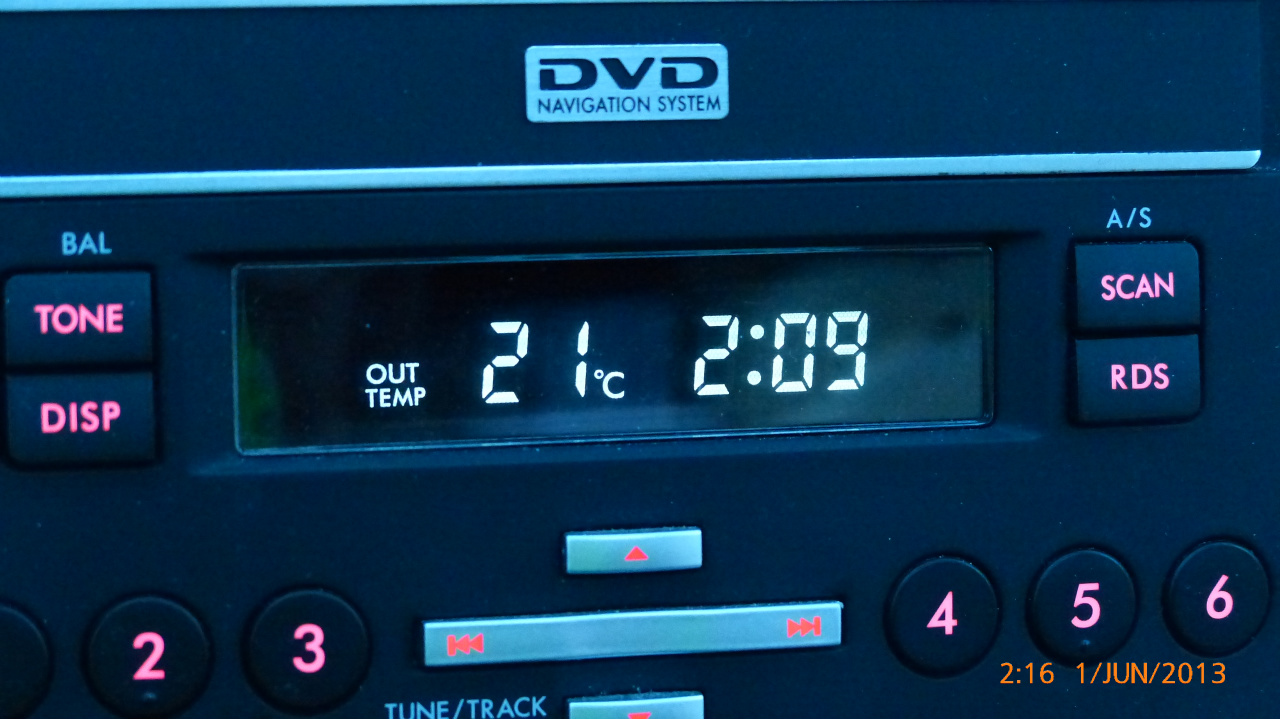 DVD
NAVIGATION SYSTEM
BAL
A/S
TONE
SCAN
DISP
RDS
OUT
TEMP
21°C 2:09
2
3
4
5
6
TUNE/TRACK
2:16 1/JUN/2013